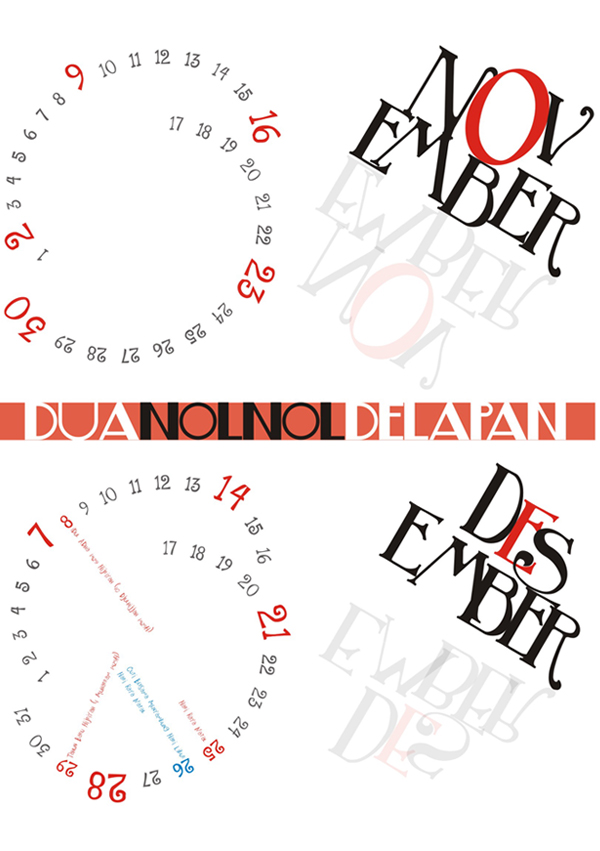 NOV
EMBER
1 2 3 4 5 6 7 8 9 10 11 12 13 14 15 16
17 18 19 20 21 22 23 24 25 26 27 28 29 30
DUANOLNOLDELAPAN
DES
EMBER
1 2 3 4 5 6 7 8 9 10 11 12 13 14 15 16
17 18 19 20 21 22 23 24 25 26 27 28 29 30 31